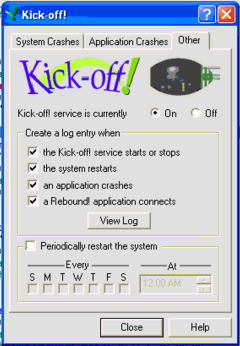 Kick-off!
System Crashes Application Crashes Other
Kick-off!
Kick-off! service is currently On Off
Create a log entry when
the Kick-off! service starts or stops
the system restarts
an application crashes
a Rebound! application connects
View Log
Periodically restart the system
Every At
S M T W T F S
12:00 AM
Close Help